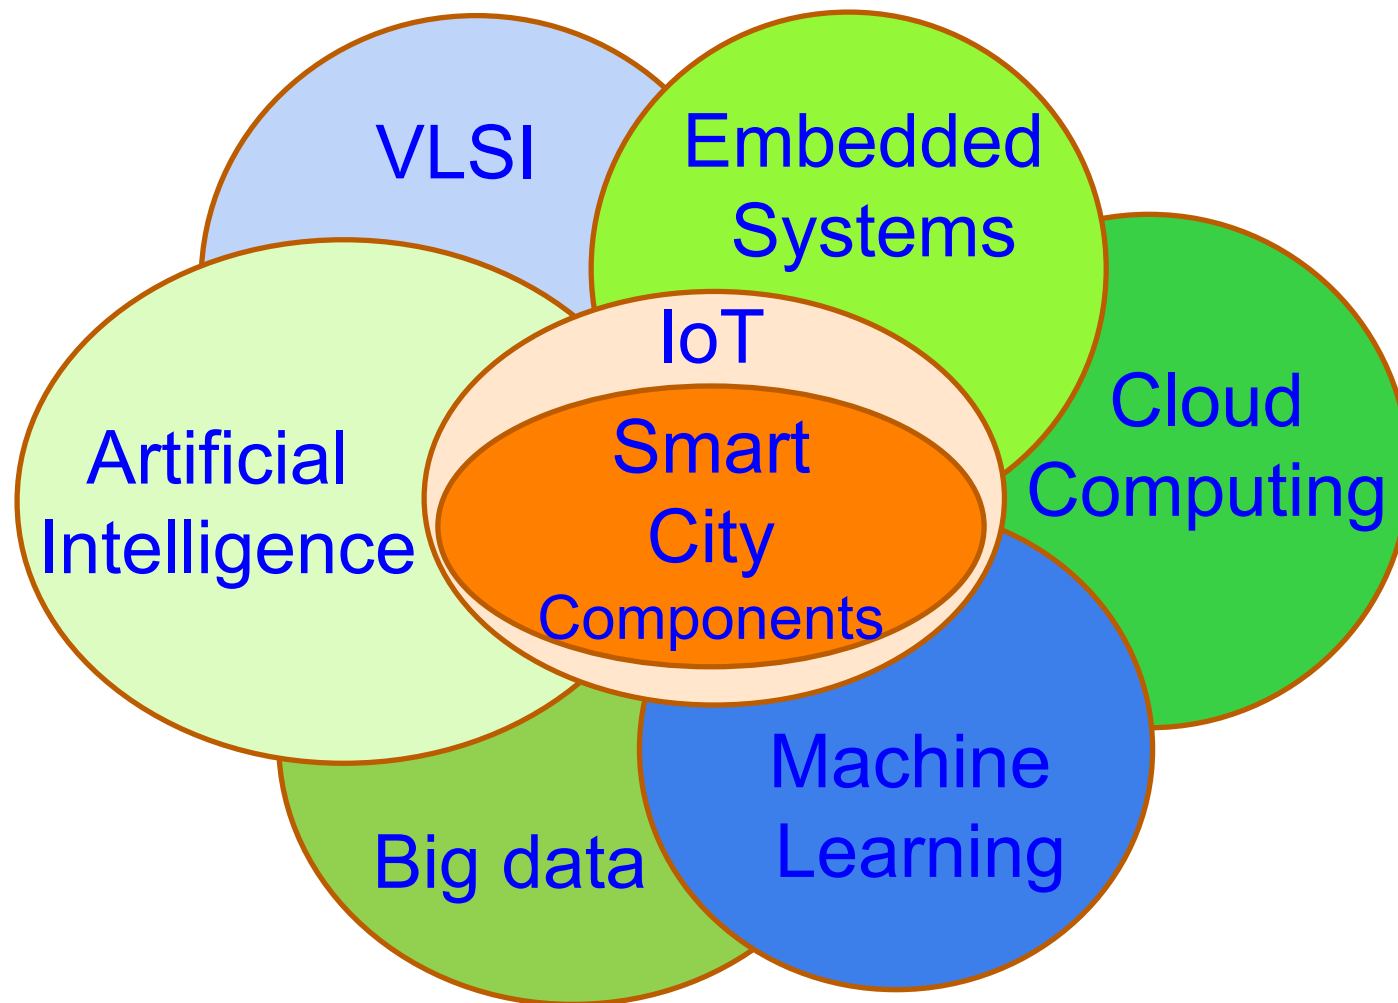 VLSI
Embedded
Systems
IoT
Cloud
Computing
Smart
City
Components
Artificial
Intelligence
Machine
Learning
Big data